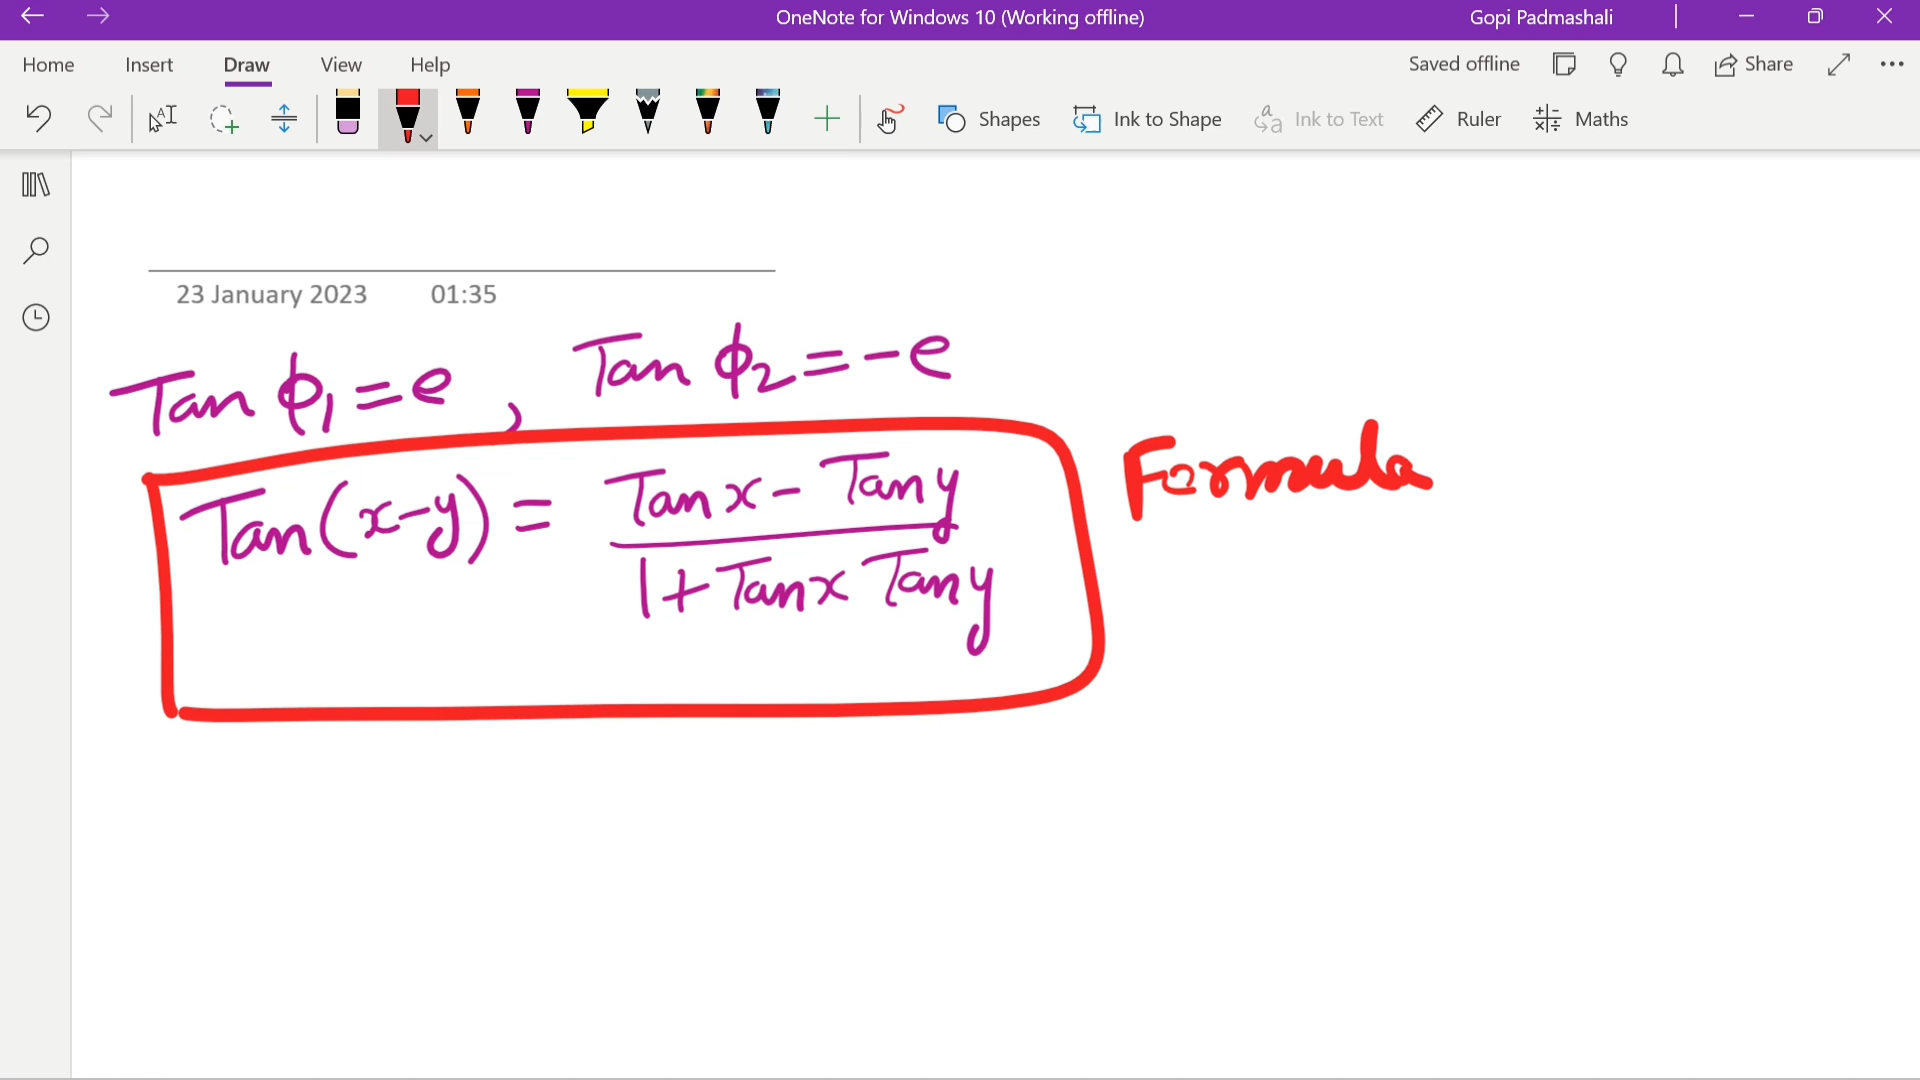 OneNote for Windows 10 (Working offline) Gopi Padmashali
Home Insert Draw View Help Saved offline Share
Shapes Ink to Shape Ink to Text Ruler Maths
23 January 2023 01:35
Tan ϕ₁ = e , Tan ϕ₂ = -e
Tan(x-y) = Tan x - Tan y / 1 + Tan x Tan y
Formula